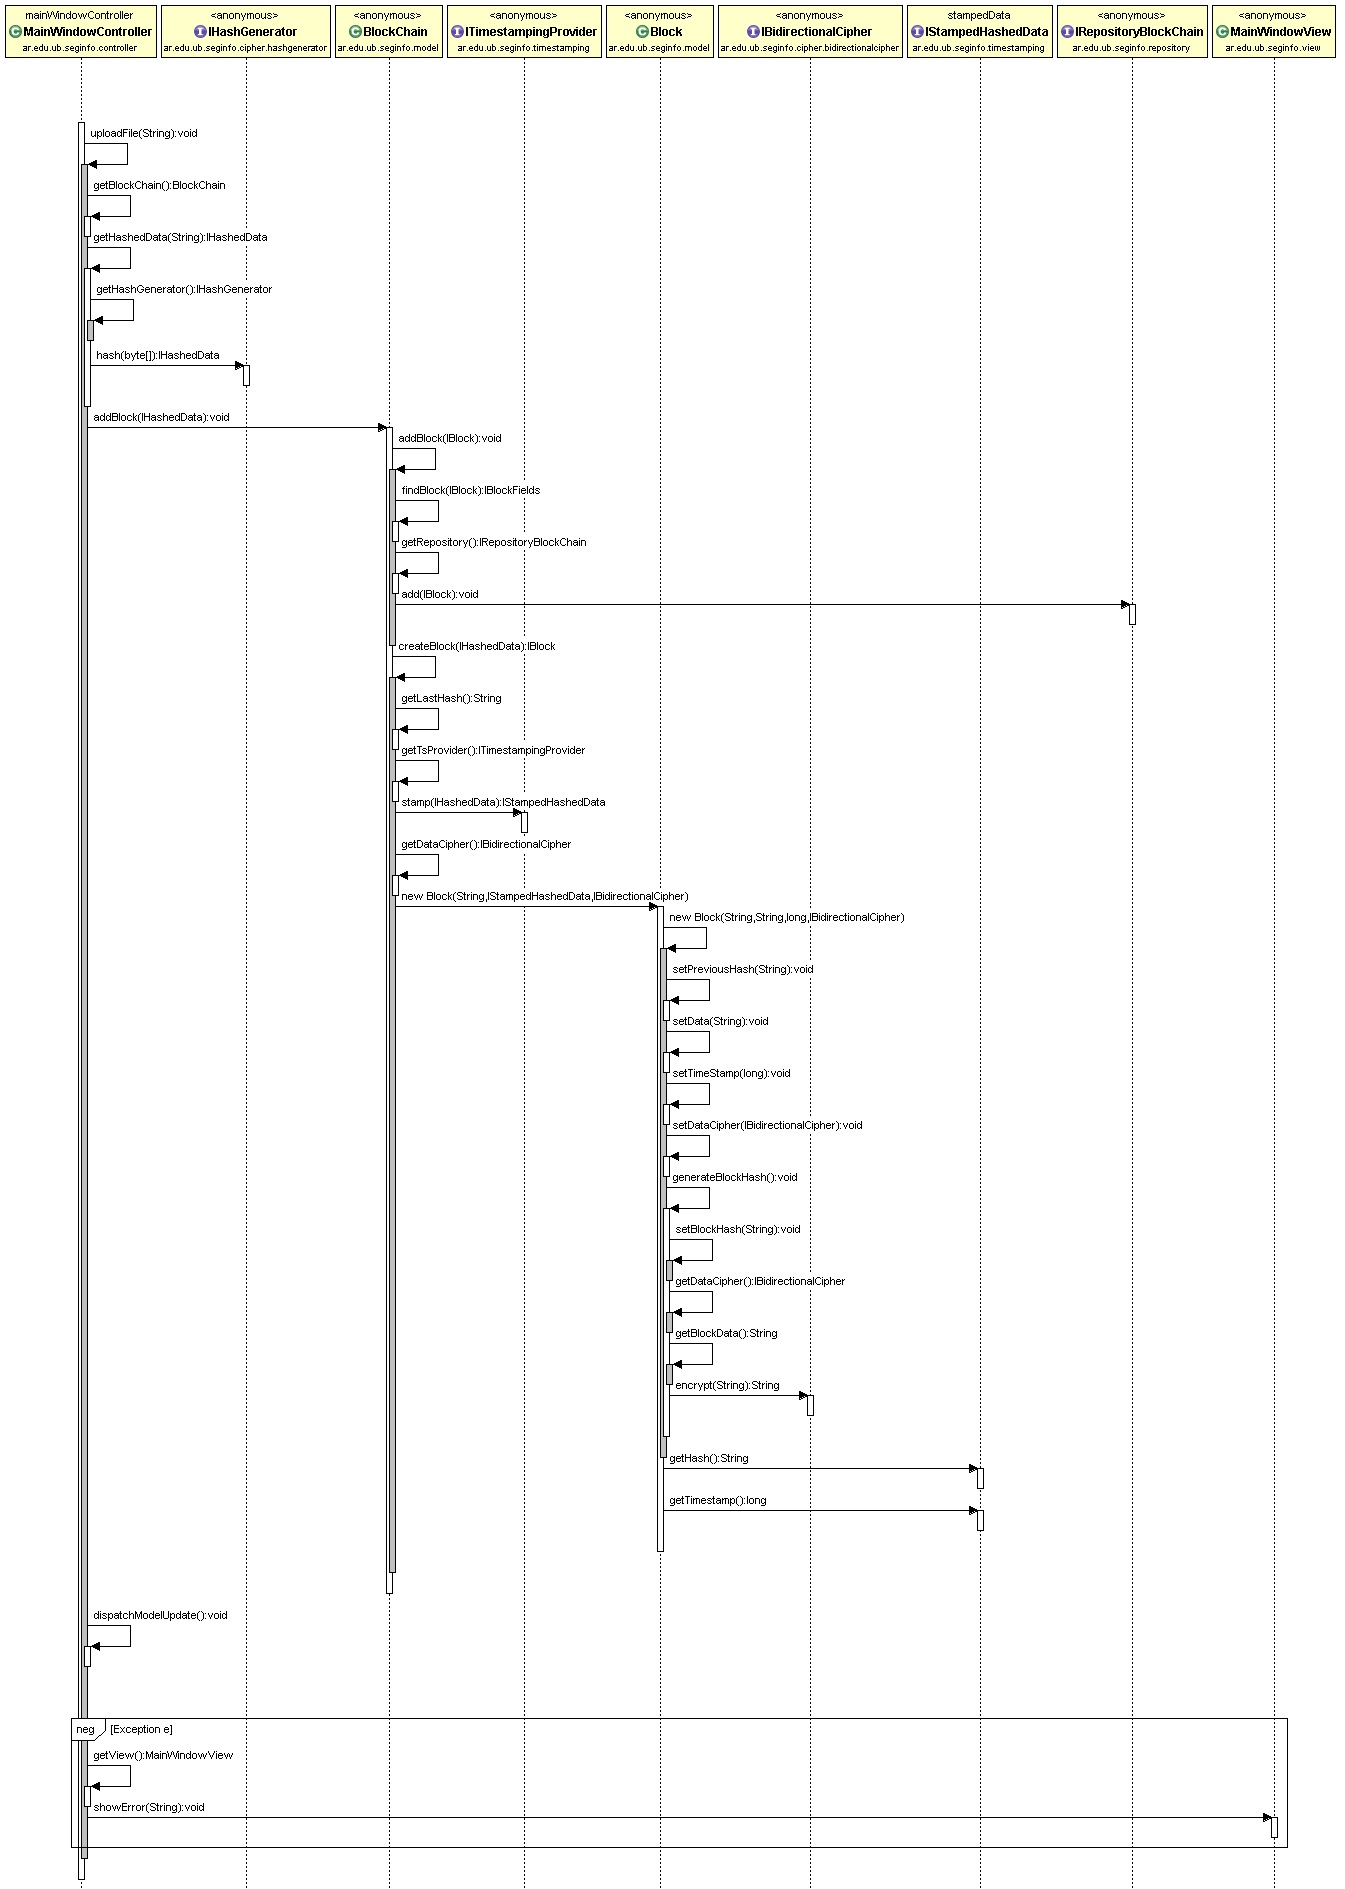 mainWindowController
MainWindowController
ar.edu.ub.seginfo.controller
<anonymous>
IHashGenerator
ar.edu.ub.seginfo.cipher.hashgenerator
<anonymous>
BlockChain
ar.edu.ub.seginfo.model
<anonymous>
ITimestampingProvider
ar.edu.ub.seginfo.timestamping
<anonymous>
Block
ar.edu.ub.seginfo.model
<anonymous>
IBidirectionalCipher
ar.edu.ub.seginfo.cipher.bidirectionalcipher
stampedData
IStampedHashedData
ar.edu.ub.seginfo.timestamping
<anonymous>
IRepositoryBlockChain
ar.edu.ub.seginfo.repository
<anonymous>
MainWindowView
ar.edu.ub.seginfo.view
uploadFile(String):void
getBlockChain():BlockChain
getHashedData(String):IHashedData
getHashGenerator():IHashGenerator
hash(byte[]):IHashedData
addBlock(IHashedData):void
addBlock(IBlock):void
findBlock(IBlock):IBlockFields
getRepository():IRepositoryBlockChain
add(IBlock):void
createBlock(IHashedData):IBlock
getLastHash():String
getTsProvider():ITimestampingProvider
stamp(IHashedData):IStampedHashedData
getDataCipher():IBidirectionalCipher
new Block(String,IStampedHashedData,IBidirectionalCipher)
new Block(String,String,long,IBidirectionalCipher)
setPreviousHash(String):void
setData(String):void
setTimeStamp(long):void
setDataCipher(IBidirectionalCipher):void
generateBlockHash():void
setBlockHash(String):void
getDataCipher():IBidirectionalCipher
getBlockData():String
encrypt(String):String
getHash():String
getTimestamp():long
dispatchModelUpdate():void
neg [Exception e]
getView():MainWindowView
showError(String):void